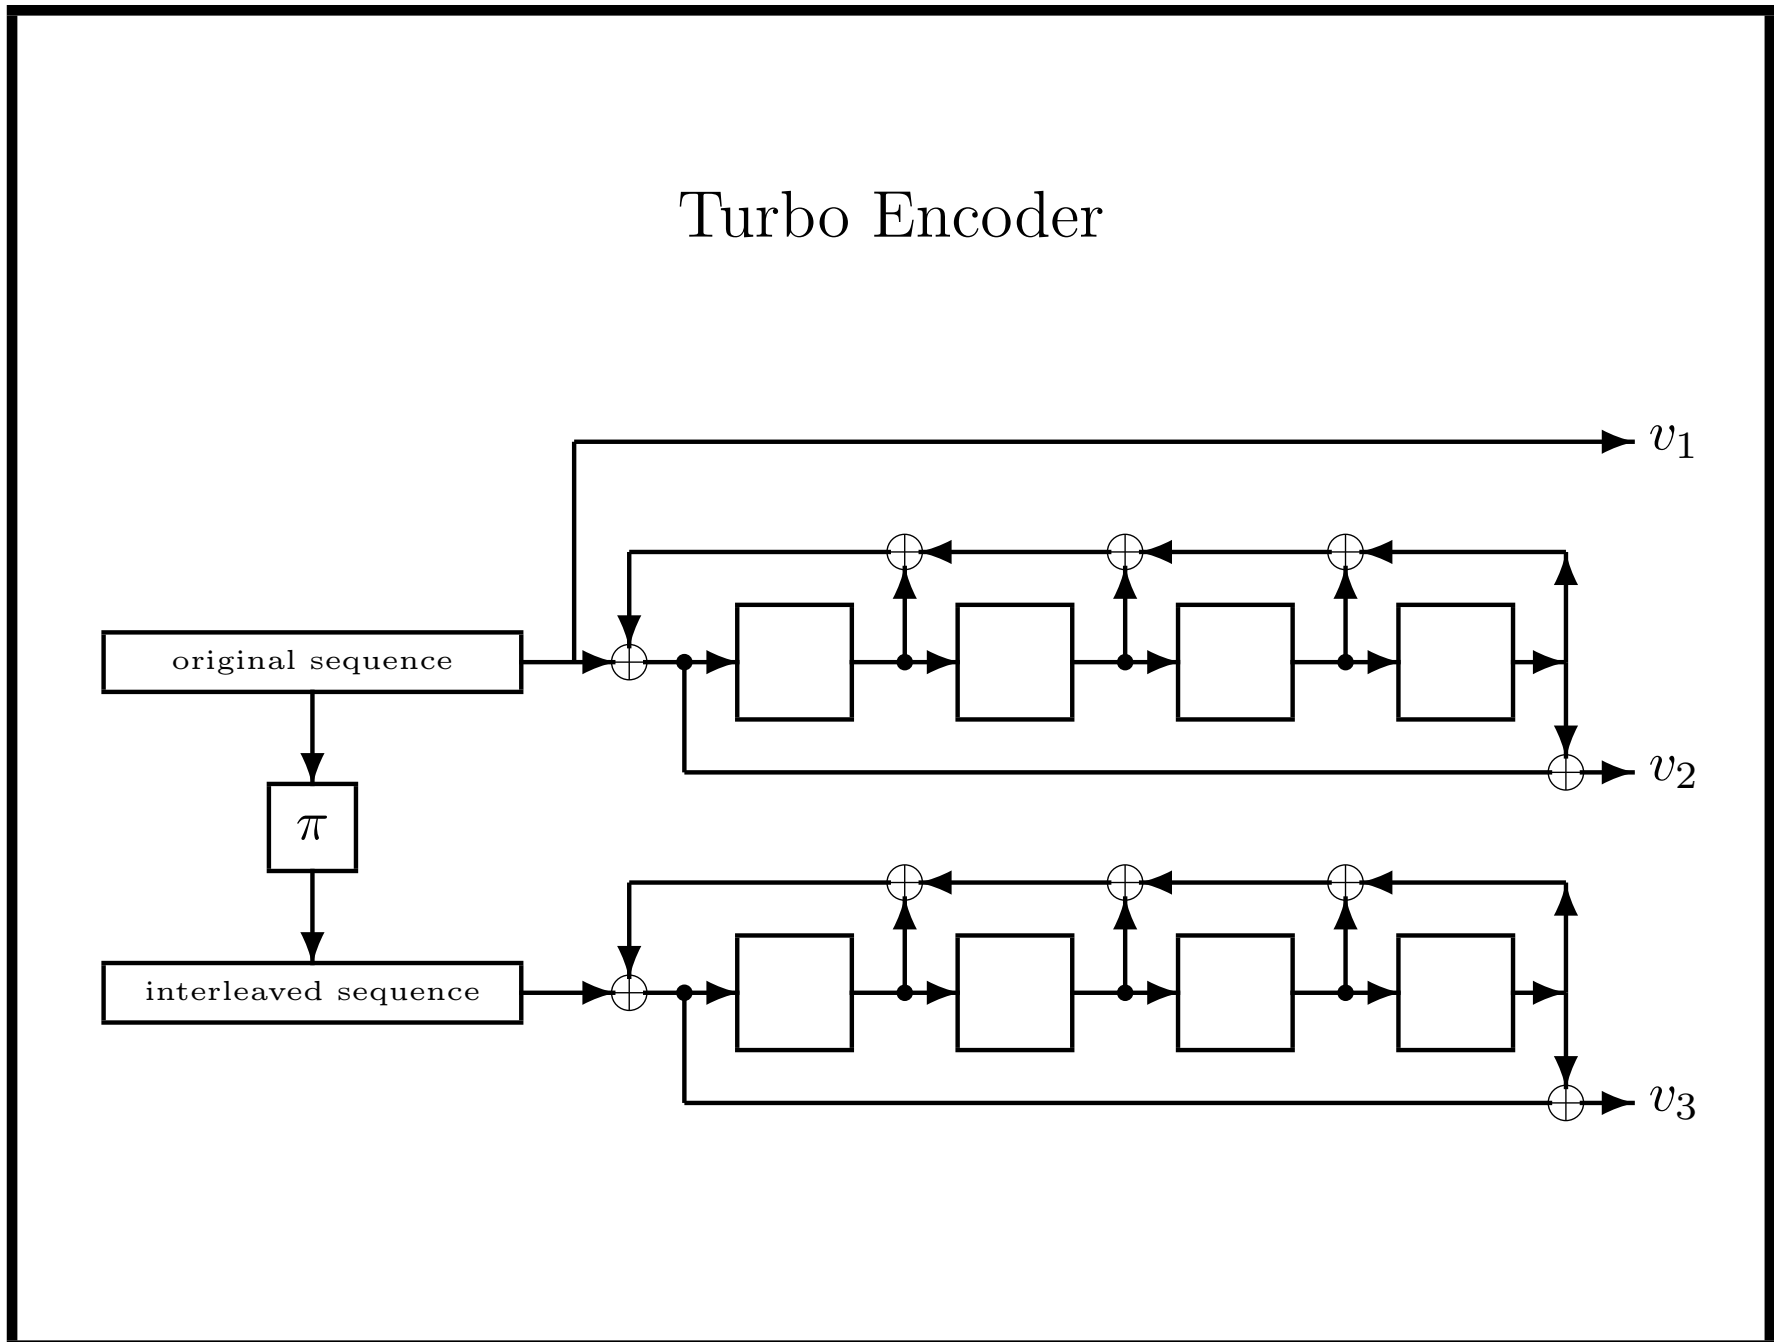 Turbo Encoder
v₁
original sequence
v₂
π
interleaved sequence
v₃